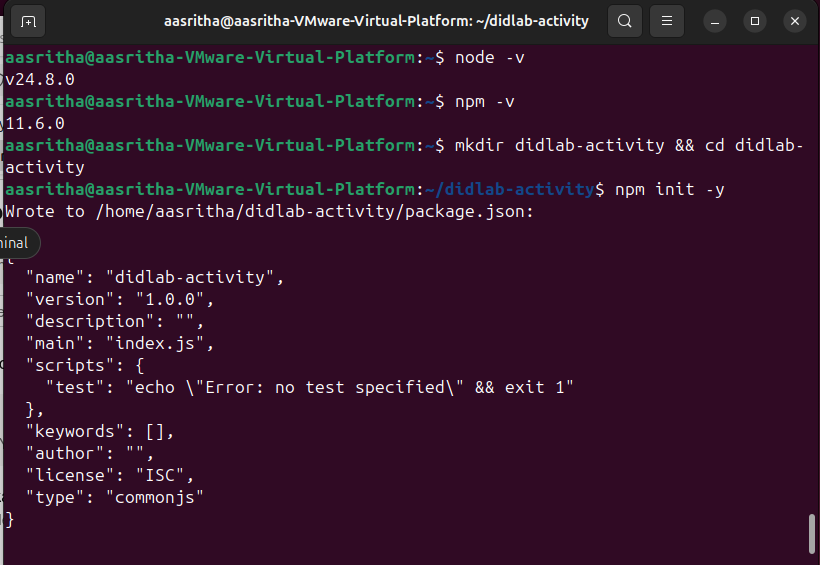 aasritha@aasritha-VMware-Virtual-Platform: ~/didlab-activity
aasritha@aasritha-VMware-Virtual-Platform:~$ node -v
v24.8.0
aasritha@aasritha-VMware-Virtual-Platform:~$ npm -v
11.6.0
aasritha@aasritha-VMware-Virtual-Platform:~$ mkdir didlab-activity && cd didlab-
activity
aasritha@aasritha-VMware-Virtual-Platform:~/didlab-activity$ npm init -y
Wrote to /home/aasritha/didlab-activity/package.json:
inal
{
  "name": "didlab-activity",
  "version": "1.0.0",
  "description": "",
  "main": "index.js",
  "scripts": {
    "test": "echo \"Error: no test specified\" && exit 1"
  },
  "keywords": [],
  "author": "",
  "license": "ISC",
  "type": "commonjs"
}